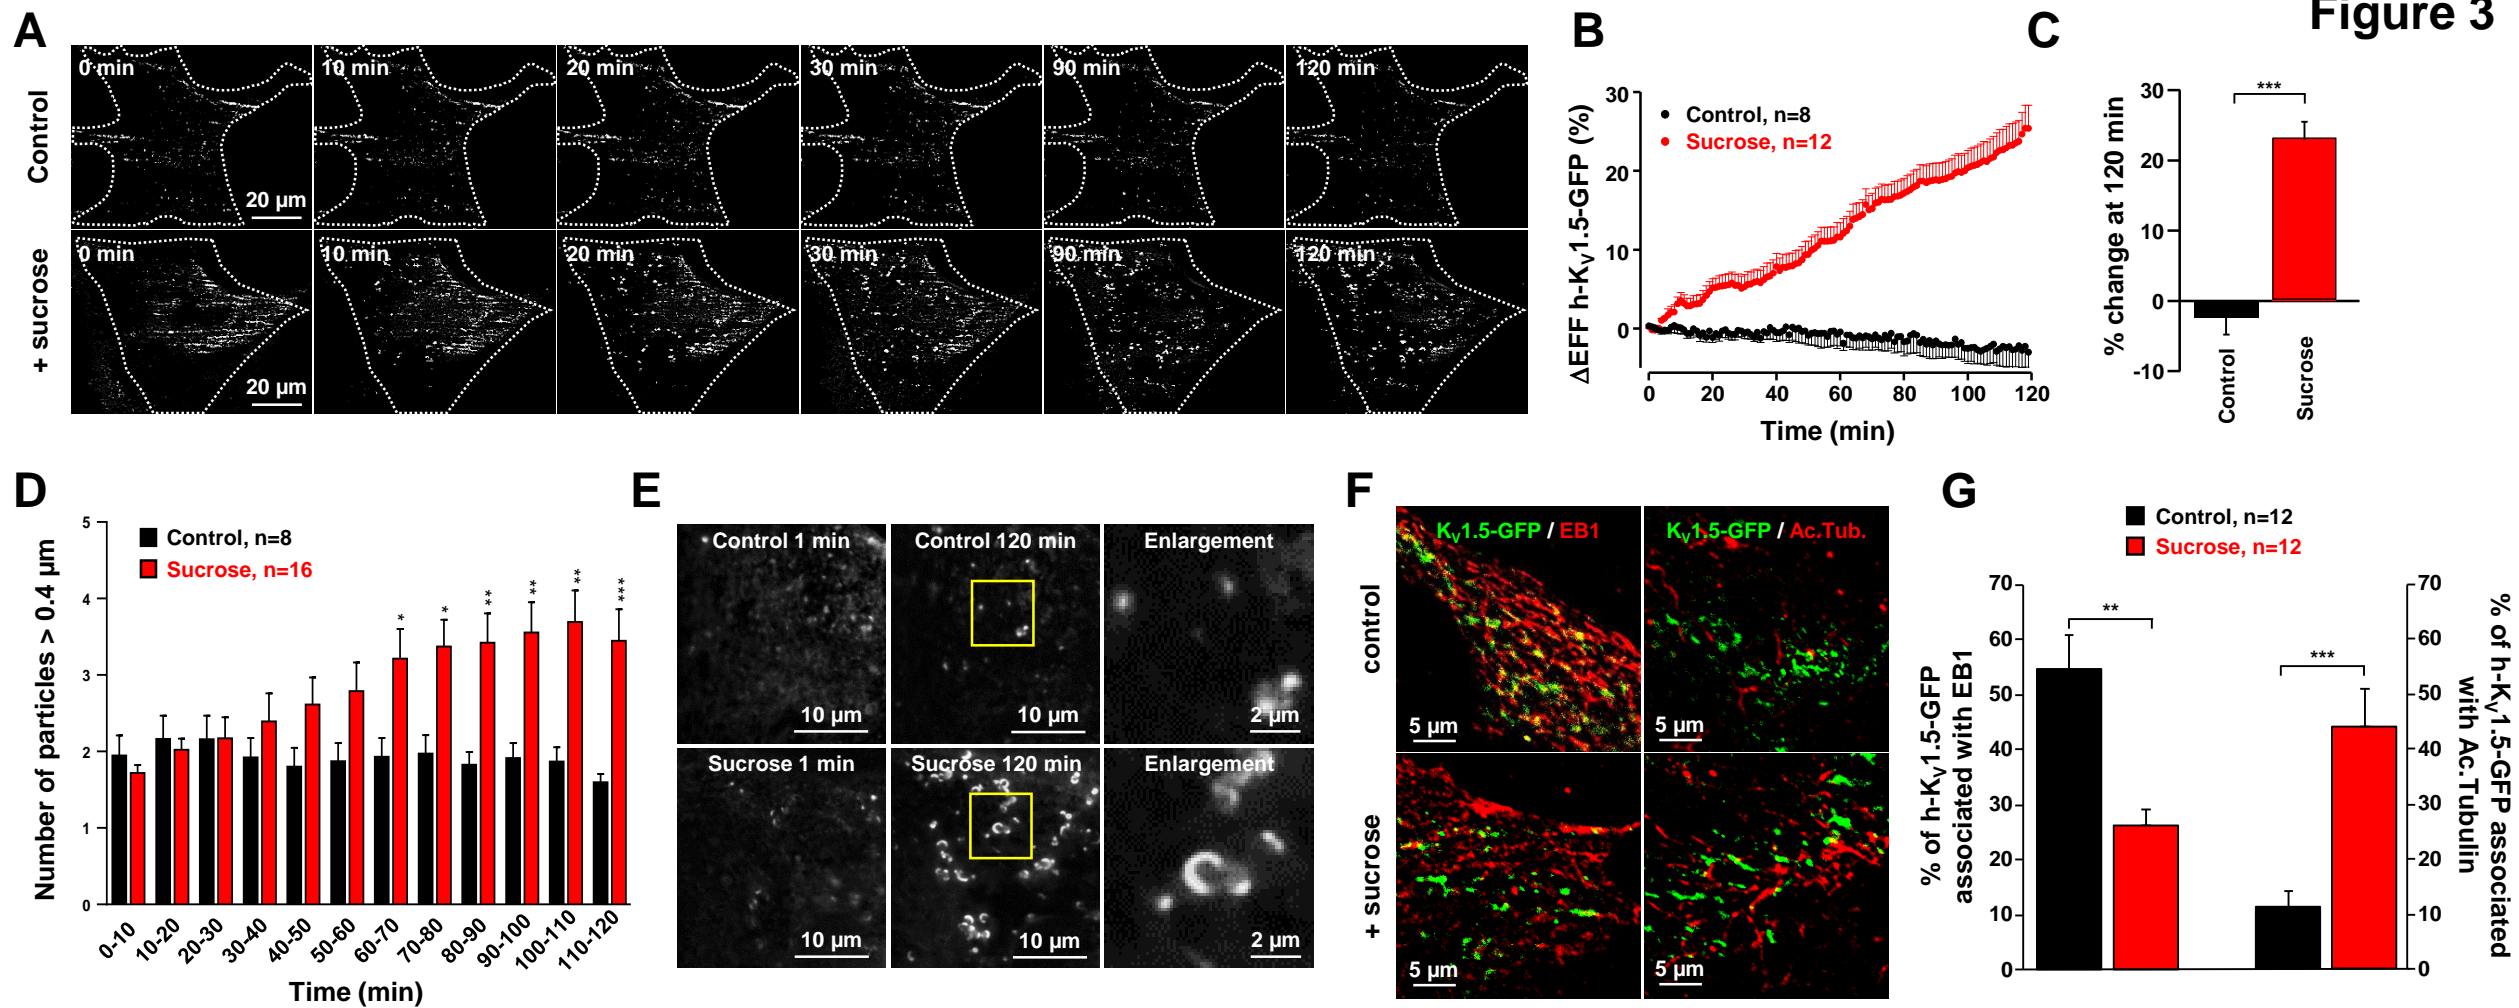 Figure 3
A
0 min
10 min
20 min
30 min
90 min
120 min
Control
20 µm
0 min
10 min
20 min
30 min
90 min
120 min
+ sucrose
20 µm
B
ΔEFF h-KV1.5-GFP (%)
30
20
10
0
Control, n=8
Sucrose, n=12
0 20 40 60 80 100 120
Time (min)
C
% change at 120 min
30
20
10
0
-10
***
Control
Sucrose
D
Number of particles > 0.4 µm
5
4
3
2
1
0
Control, n=8
Sucrose, n=16
* * ** ** ** ***
0-10 10-20 20-30 30-40 40-50 50-60 60-70 70-80 80-90 90-100 100-110 110-120
Time (min)
E
Control 1 min
10 µm
Control 120 min
10 µm
Enlargement
2 µm
Sucrose 1 min
10 µm
Sucrose 120 min
10 µm
Enlargement
2 µm
F
control
KV1.5-GFP / EB1
5 µm
KV1.5-GFP / Ac.Tub.
5 µm
+ sucrose
5 µm
5 µm
G
Control, n=12
Sucrose, n=12
% of h-KV1.5-GFP
associated with EB1
70
60
50
40
30
20
10
0
**
***
70
60
50
40
30
20
10
0
% of h-KV1.5-GFP associated
with Ac.Tubulin